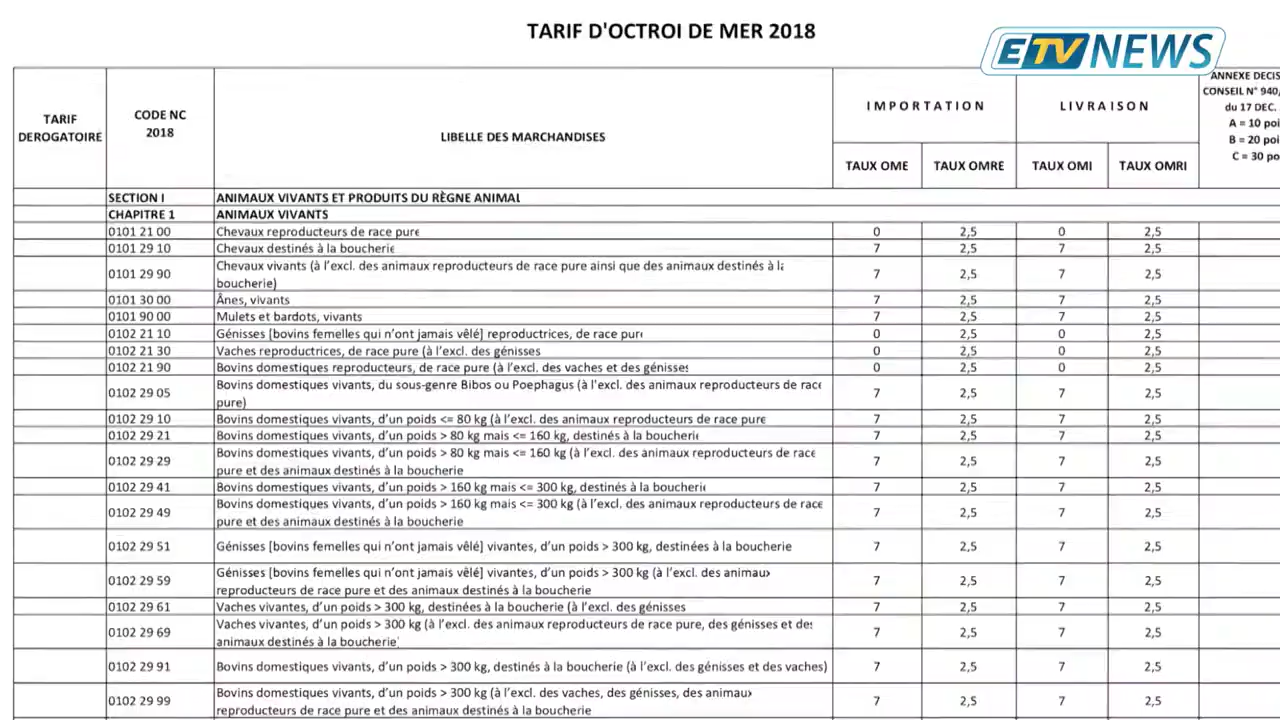 TARIF D'OCTROI DE MER 2018
ETV NEWS
TARIF DEROGATOIRE
CODE NC 2018
LIBELLE DES MARCHANDISES
IMPORTATION
LIVRAISON
ANNEXE DECIS
CONSEIL N° 940,
du 17 DEC.
A = 10 poi
B = 20 poi
C = 30 po
TAUX OME TAUX OMRE TAUX OMI TAUX OMRI
SECTION I ANIMAUX VIVANTS ET PRODUITS DU RÈGNE ANIMAL
CHAPITRE 1 ANIMAUX VIVANTS
0101 21 00 Chevaux reproducteurs de race pure 0 2,5 0 2,5
0101 29 10 Chevaux destinés à la boucherie 7 2,5 7 2,5
0101 29 90 Chevaux vivants (à l'excl. des animaux reproducteurs de race pure ainsi que des animaux destinés à la
boucherie) 7 2,5 7 2,5
0101 30 00 Ânes, vivants 7 2,5 7 2,5
0101 90 00 Mulets et bardots, vivants 7 2,5 7 2,5
0102 21 10 Génisses [bovins femelles qui n'ont jamais vêlé] reproductrices, de race pure 0 2,5 0 2,5
0102 21 30 Vaches reproductrices, de race pure (à l'excl. des génisses 0 2,5 0 2,5
0102 21 90 Bovins domestiques reproducteurs, de race pure (à l'excl. des vaches et des génisses 0 2,5 0 2,5
0102 29 05 Bovins domestiques vivants, du sous-genre Bibos ou Poephagus (à l'excl. des animaux reproducteurs de race
pure) 7 2,5 7 2,5
0102 29 10 Bovins domestiques vivants, d'un poids <= 80 kg (à l'excl. des animaux reproducteurs de race pure 7 2,5 7 2,5
0102 29 21 Bovins domestiques vivants, d'un poids > 80 kg mais <= 160 kg, destinés à la boucherie 7 2,5 7 2,5
0102 29 29 Bovins domestiques vivants, d'un poids > 80 kg mais <= 160 kg (à l'excl. des animaux reproducteurs de race
pure et des animaux destinés à la boucherie 7 2,5 7 2,5
0102 29 41 Bovins domestiques vivants, d'un poids > 160 kg mais <= 300 kg, destinés à la boucherie 7 2,5 7 2,5
0102 29 49 Bovins domestiques vivants, d'un poids > 160 kg mais <= 300 kg (à l'excl. des animaux reproducteurs de race
pure et des animaux destinés à la boucherie 7 2,5 7 2,5
0102 29 51 Génisses [bovins femelles qui n'ont jamais vêlé] vivantes, d'un poids > 300 kg, destinées à la boucherie 7 2,5 7 2,5
0102 29 59 Génisses [bovins femelles qui n'ont jamais vêlé] vivantes, d'un poids > 300 kg (à l'excl. des animaux
reproducteurs de race pure et des animaux destinés à la boucherie 7 2,5 7 2,5
0102 29 61 Vaches vivantes, d'un poids > 300 kg, destinées à la boucherie (à l'excl. des génisses 7 2,5 7 2,5
0102 29 69 Vaches vivantes, d'un poids > 300 kg (à l'excl. des animaux reproducteurs de race pure, des génisses et des
animaux destinés à la boucherie) 7 2,5 7 2,5
0102 29 91 Bovins domestiques vivants, d'un poids > 300 kg, destinés à la boucherie (à l'excl. des génisses et des vaches) 7 2,5 7 2,5
0102 29 99 Bovins domestiques vivants, d'un poids > 300 kg (à l'excl. des vaches, des génisses, des animaux
reproducteurs de race pure et des animaux destinés à la boucherie 7 2,5 7 2,5